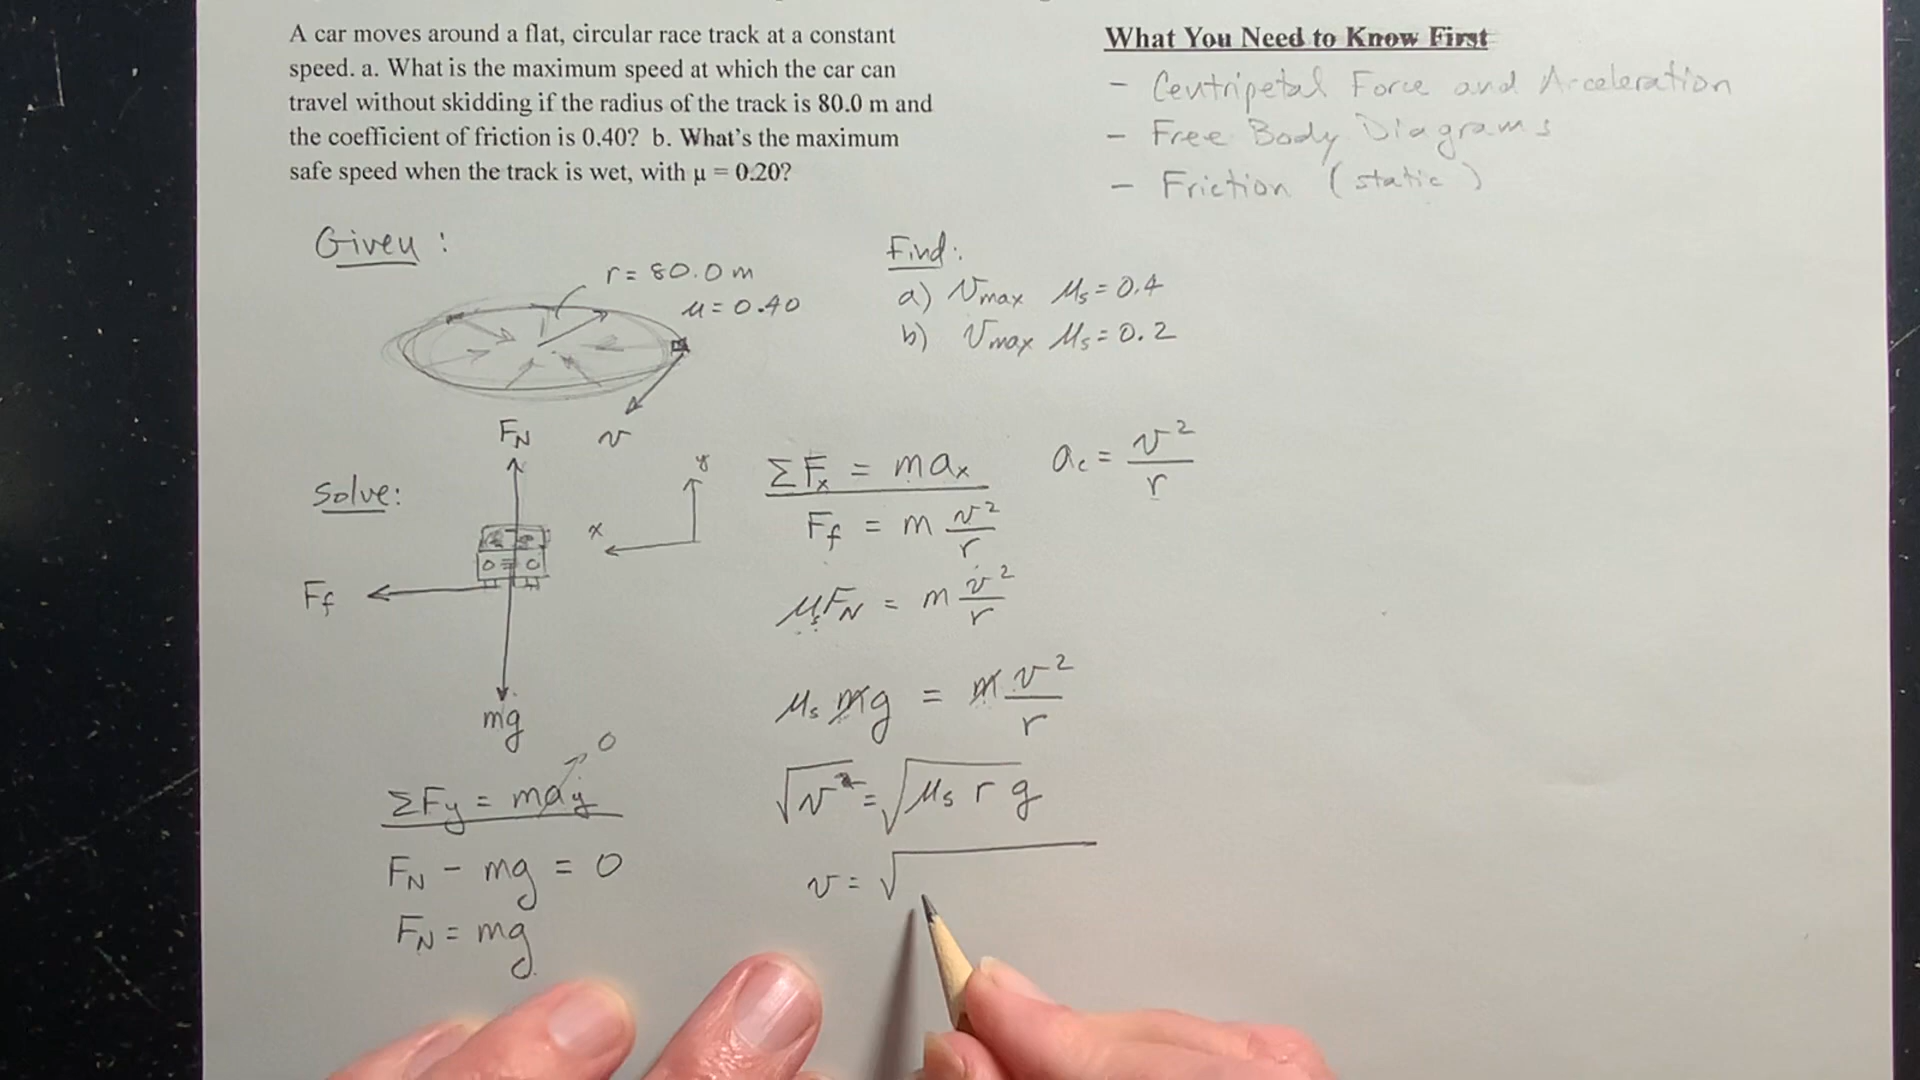 A car moves around a flat, circular race track at a constant
speed. a. What is the maximum speed at which the car can
travel without skidding if the radius of the track is 80.0 m and
the coefficient of friction is 0.40? b. What's the maximum
safe speed when the track is wet, with μ = 0.20?
What You Need to Know First
- Centripetal Force and Acceleration
- Free Body Diagrams
- Friction (static)
Given :
r = 80.0 m
μ = 0.40
v
Find:
a) vmax μs = 0.4
b) vmax μs = 0.2
Solve:
FN
Ff
mg
x
y
ΣFy = may → 0
FN - mg = 0
FN = mg
ΣFx = max
ac = v²/r
Ff = m v²/r
μsFN = m v²/r
μs mg = m v²/r
√v² = √μs r g
v = √